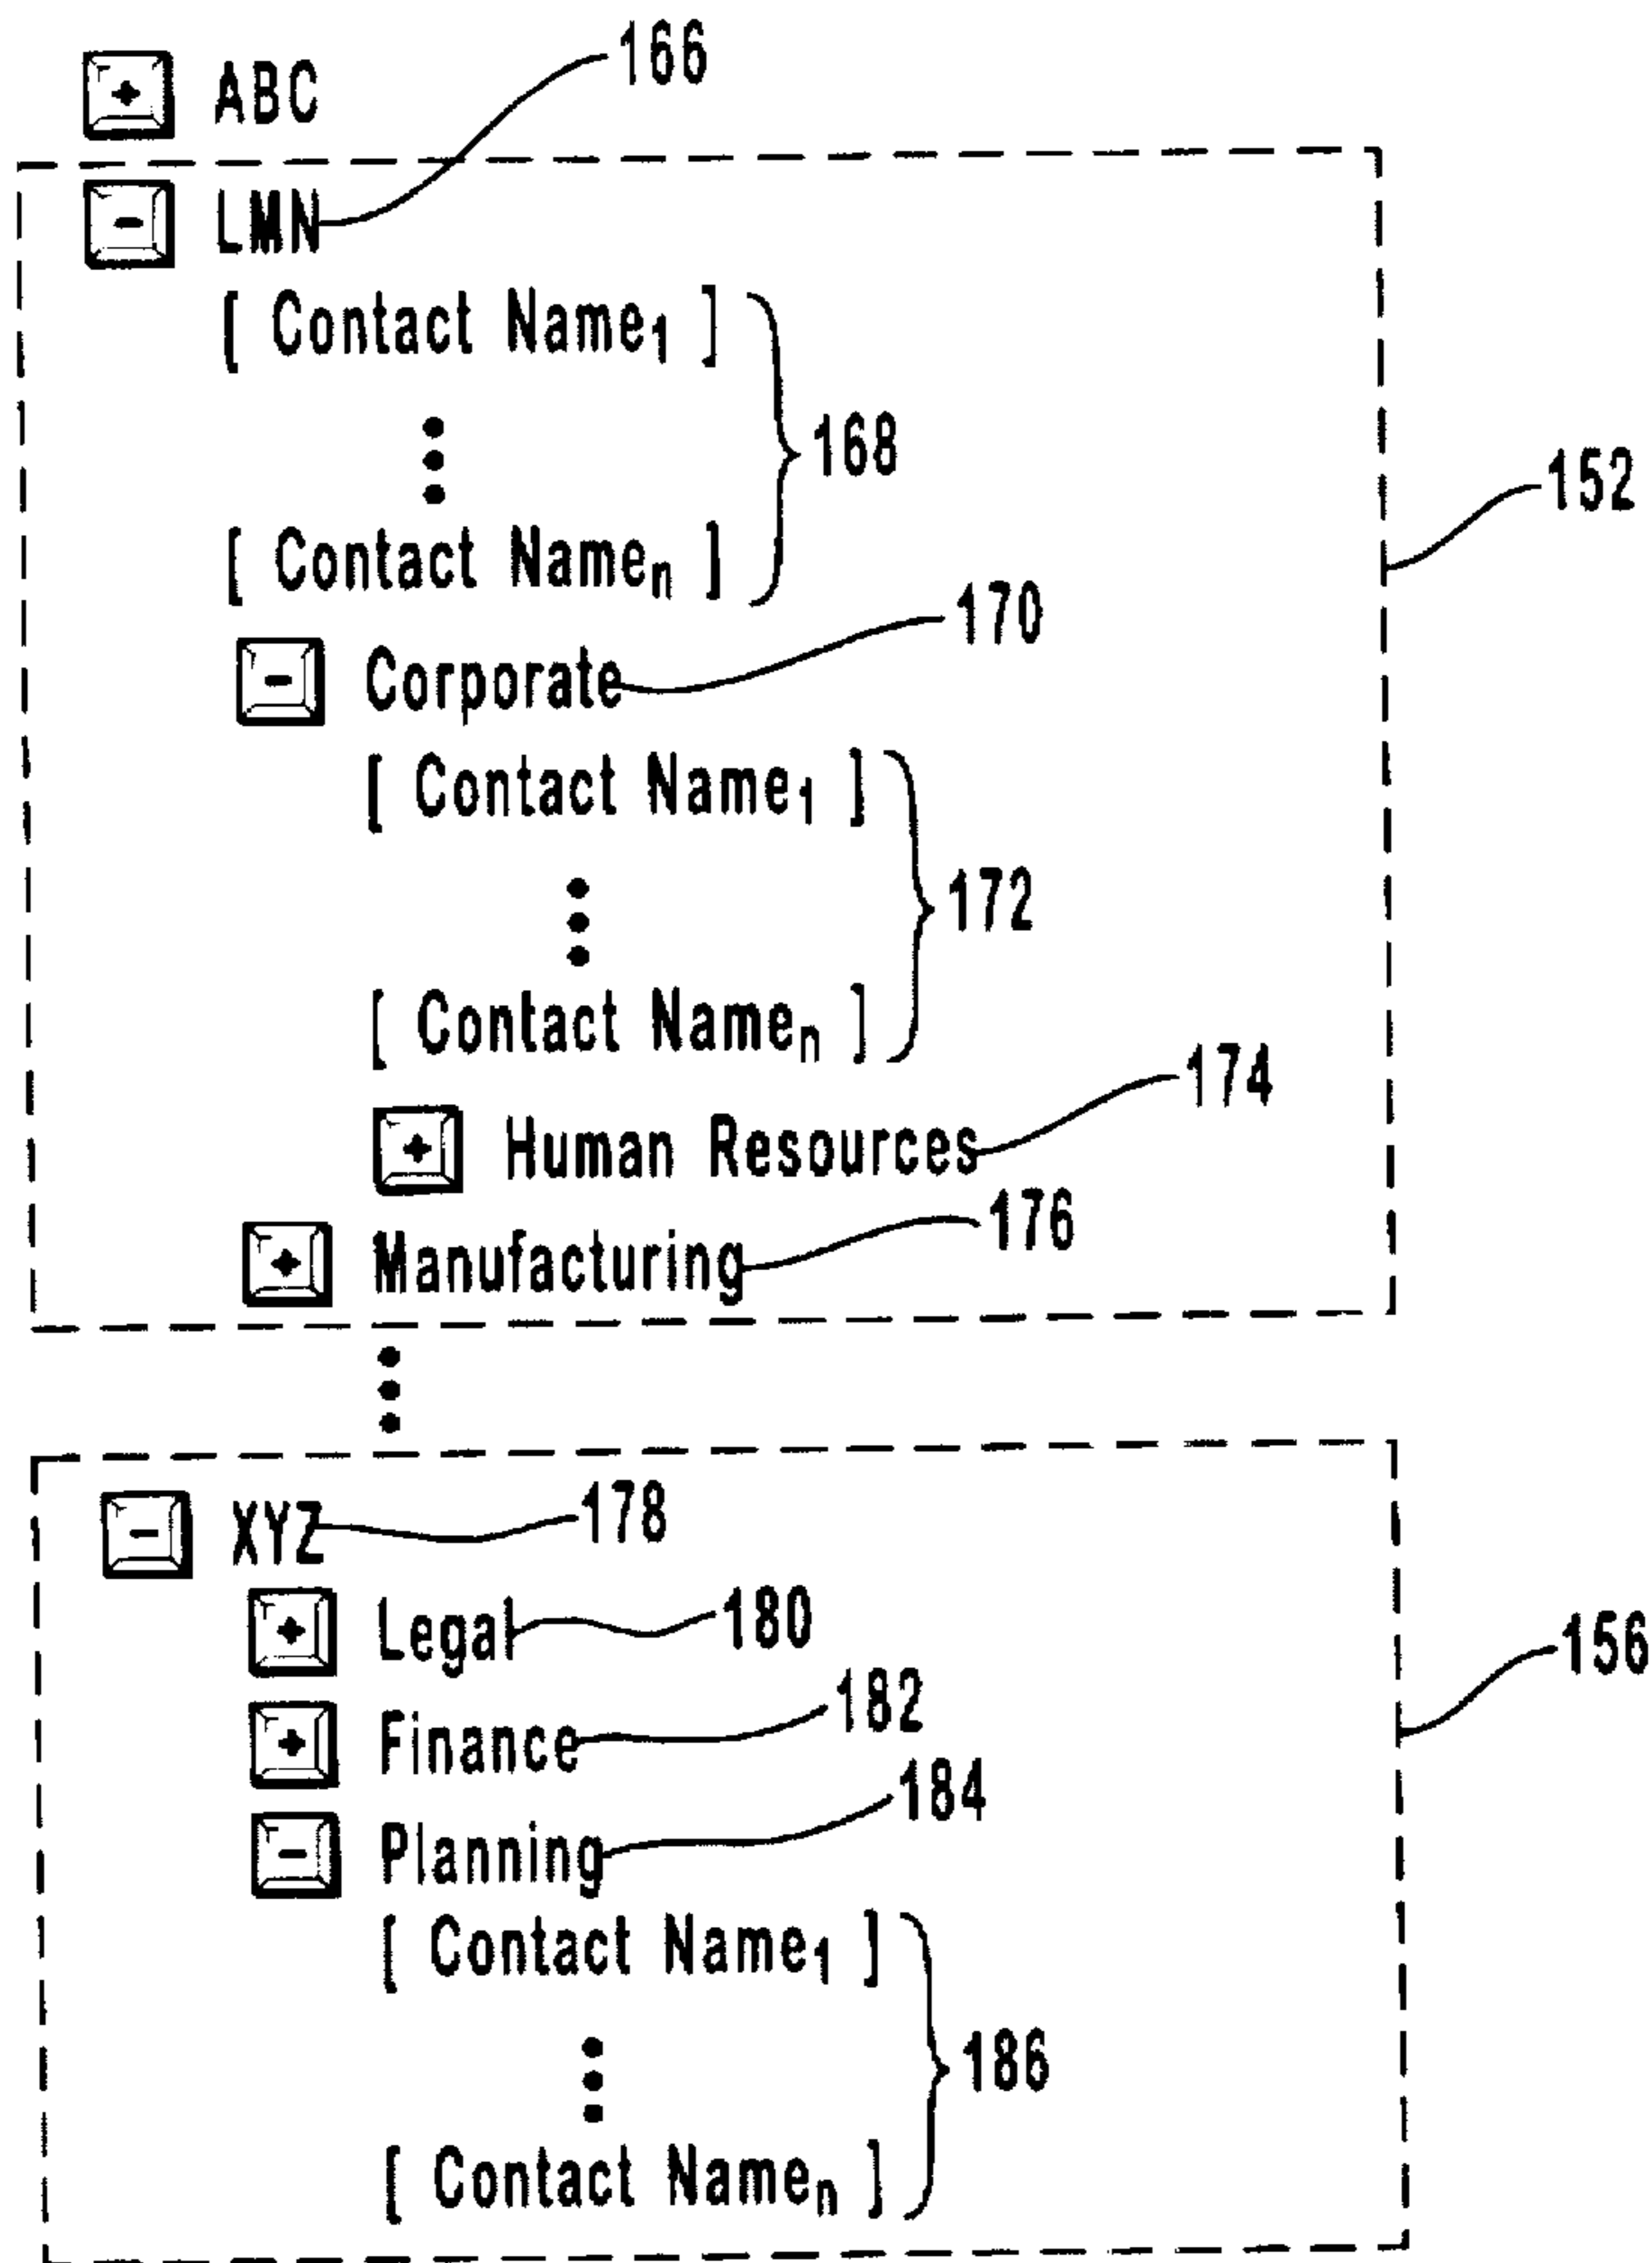 166
+ ABC
- LMN
[ Contact Name₁ ]
168
152
[ Contact Nameₙ ]
170
- Corporate
[ Contact Name₁ ]
172
[ Contact Nameₙ ]
174
+ Human Resources
176
+ Manufacturing
- XYZ 178
+ Legal 180
156
+ Finance 182
184
- Planning
[ Contact Name₁ ]
186
[ Contact Nameₙ ]